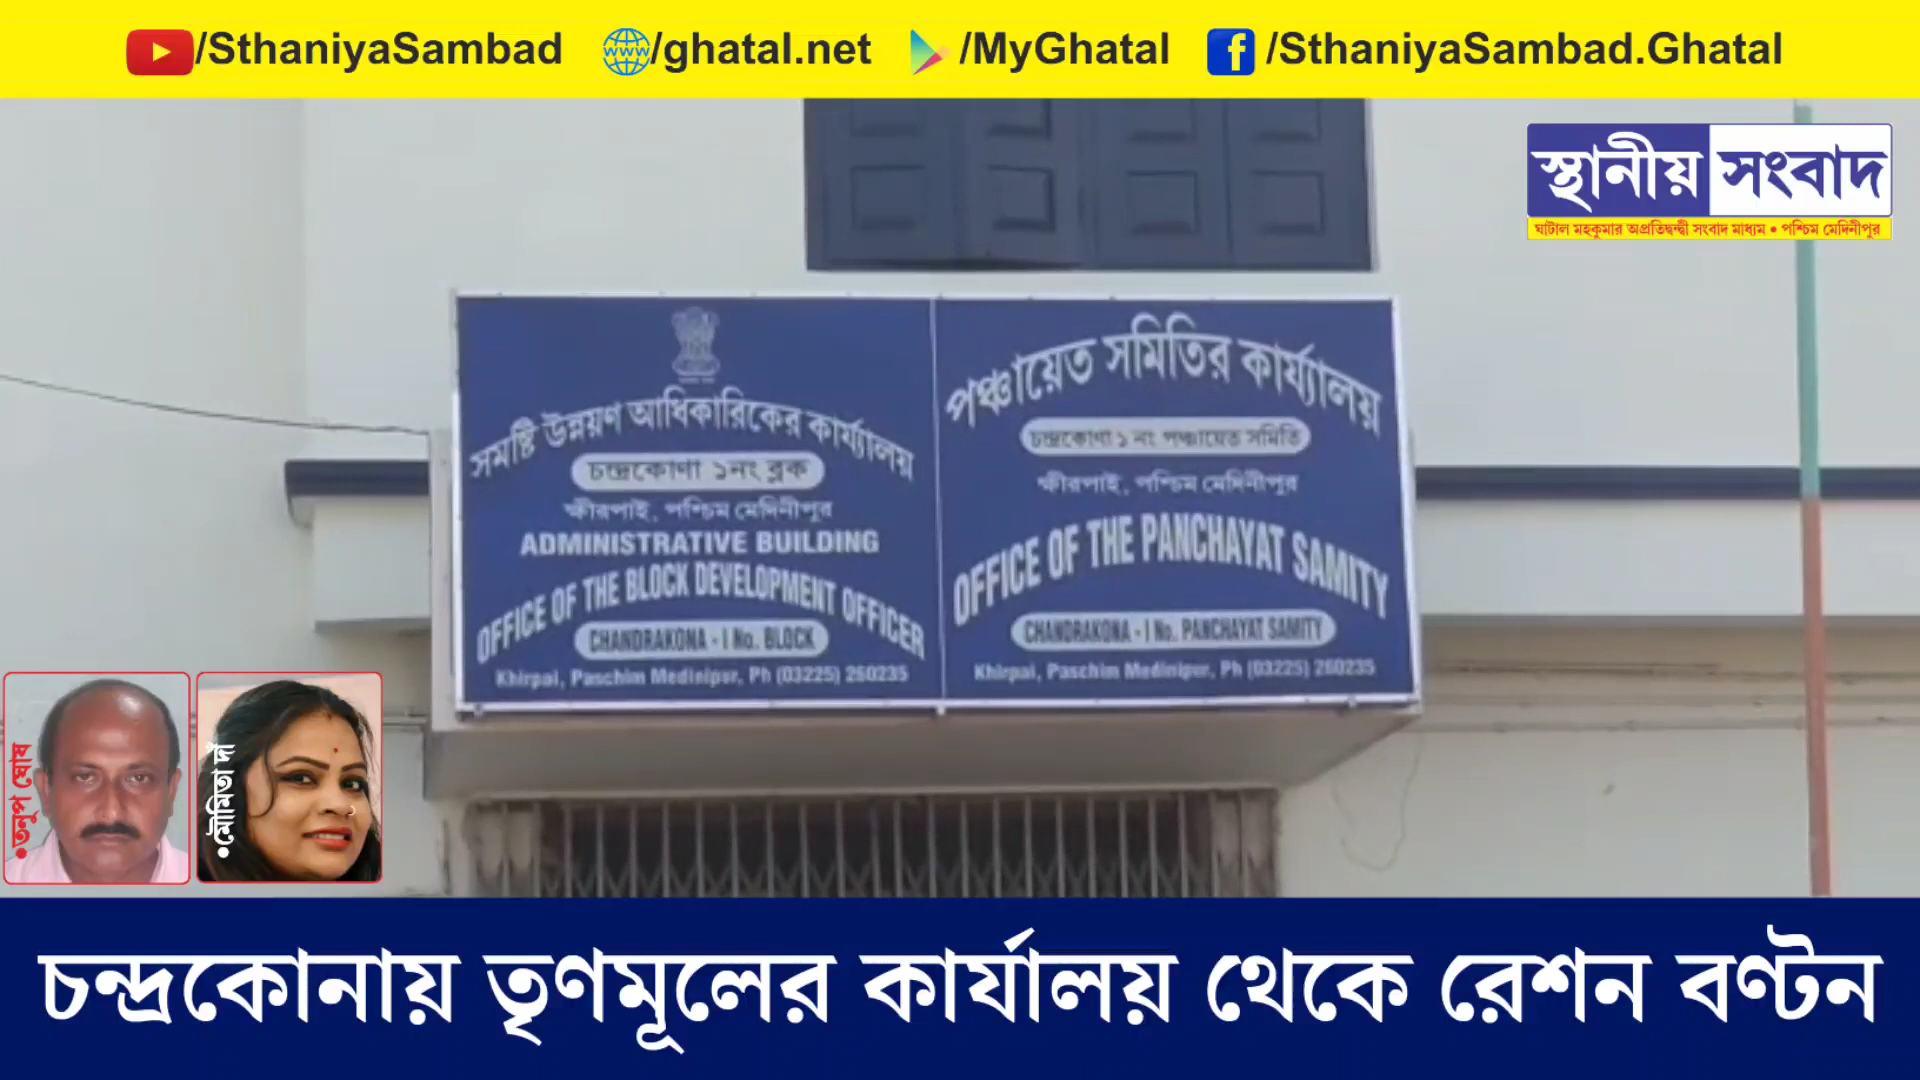 /SthaniyaSambad /ghatal.net /MyGhatal /SthaniyaSambad.Ghatal
স্থানীয় সংবাদ
ঘাটাল মহকুমার অপ্রতিদ্বন্দ্বী সংবাদ মাধ্যম • পশ্চিম মেদিনীপুর
সমষ্টি উন্নয়ণ আধিকারিকের কার্য্যালয়
চন্দ্রকোণা ১নং ব্লক
ক্ষীরপাই, পশ্চিম মেদিনীপুর
ADMINISTRATIVE BUILDING
OFFICE OF THE BLOCK DEVELOPMENT OFFICER
CHANDRAKONA - I No. BLOCK
Khirpai, Paschim Medinipur, Ph (03225) 260235
পঞ্চায়েত সমিতির কার্য্যালয়
চন্দ্রকোণা ১ নং পঞ্চায়েত সমিতি
ক্ষীরপাই, পশ্চিম মেদিনীপুর
OFFICE OF THE PANCHAYAT SAMITY
CHANDRAKONA - I No. PANCHAYAT SAMITY
Khirpai, Paschim Medinipur, Ph (03225) 260235
•তনুপ ঘোষ
•মৌমিতা দাঁ
চন্দ্রকোনায় তৃণমূলের কার্যালয় থেকে রেশন বণ্টন